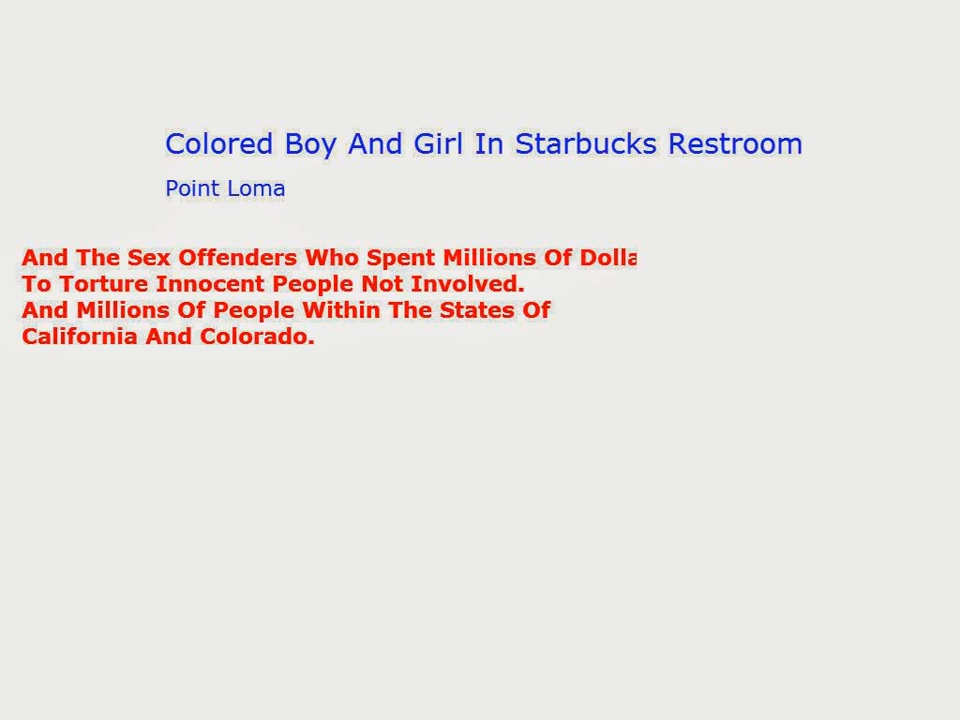 Colored Boy And Girl In Starbucks Restroom
Point Loma
And The Sex Offenders Who Spent Millions Of Dolla
To Torture Innocent People Not Involved.
And Millions Of People Within The States Of
California And Colorado.